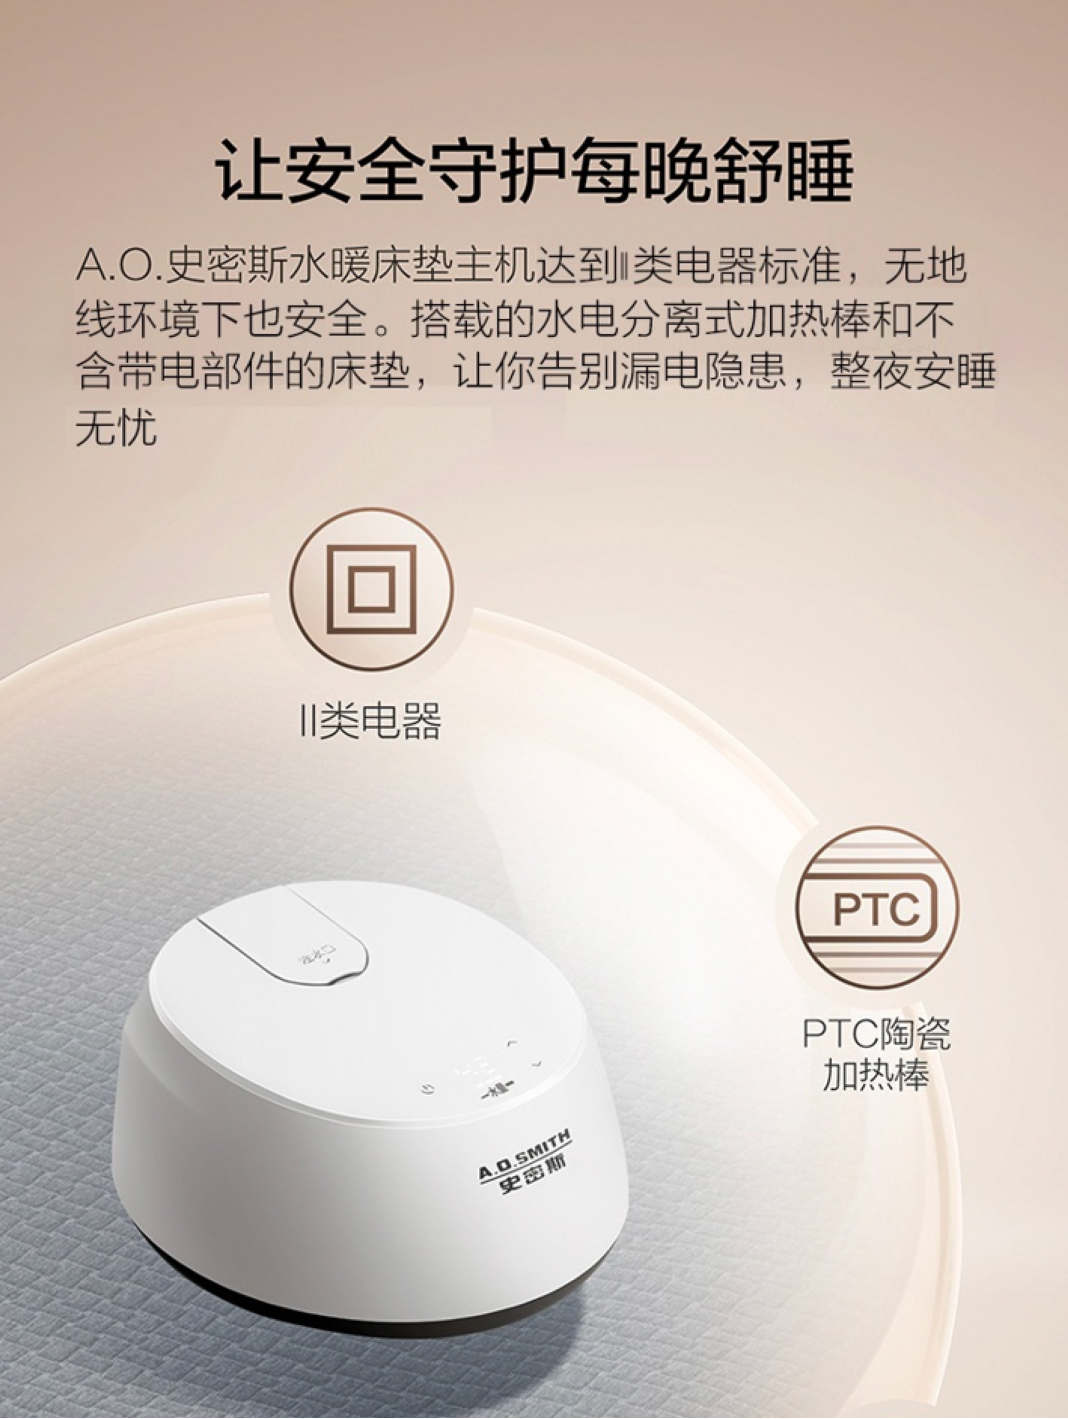 让安全守护每晚舒睡
A.O.史密斯水暖床垫主机达到II类电器标准，无地
线环境下也安全。搭载的水电分离式加热棒和不
含带电部件的床垫，让你告别漏电隐患，整夜安睡
无忧
II类电器
PTC
PTC陶瓷
加热棒
水暖
A.O.SMITH
史密斯